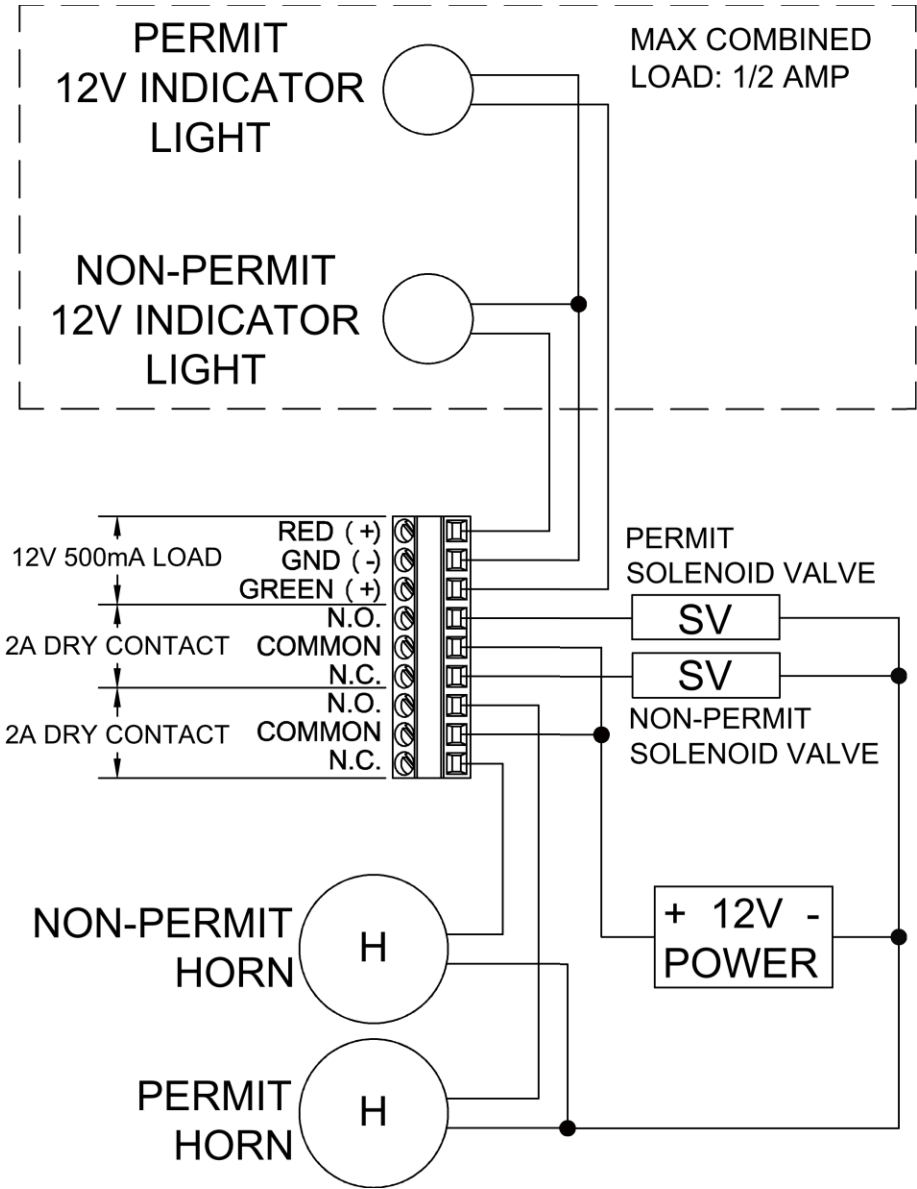 PERMIT
12V INDICATOR
LIGHT
MAX COMBINED
LOAD: 1/2 AMP
NON-PERMIT
12V INDICATOR
LIGHT
12V 500mA LOAD
RED (+)
GND (-)
GREEN (+)
2A DRY CONTACT
N.O.
COMMON
N.C.
2A DRY CONTACT
N.O.
COMMON
N.C.
PERMIT
SOLENOID VALVE
SV
SV
NON-PERMIT
SOLENOID VALVE
+ 12V -
POWER
NON-PERMIT
HORN
H
PERMIT
HORN
H